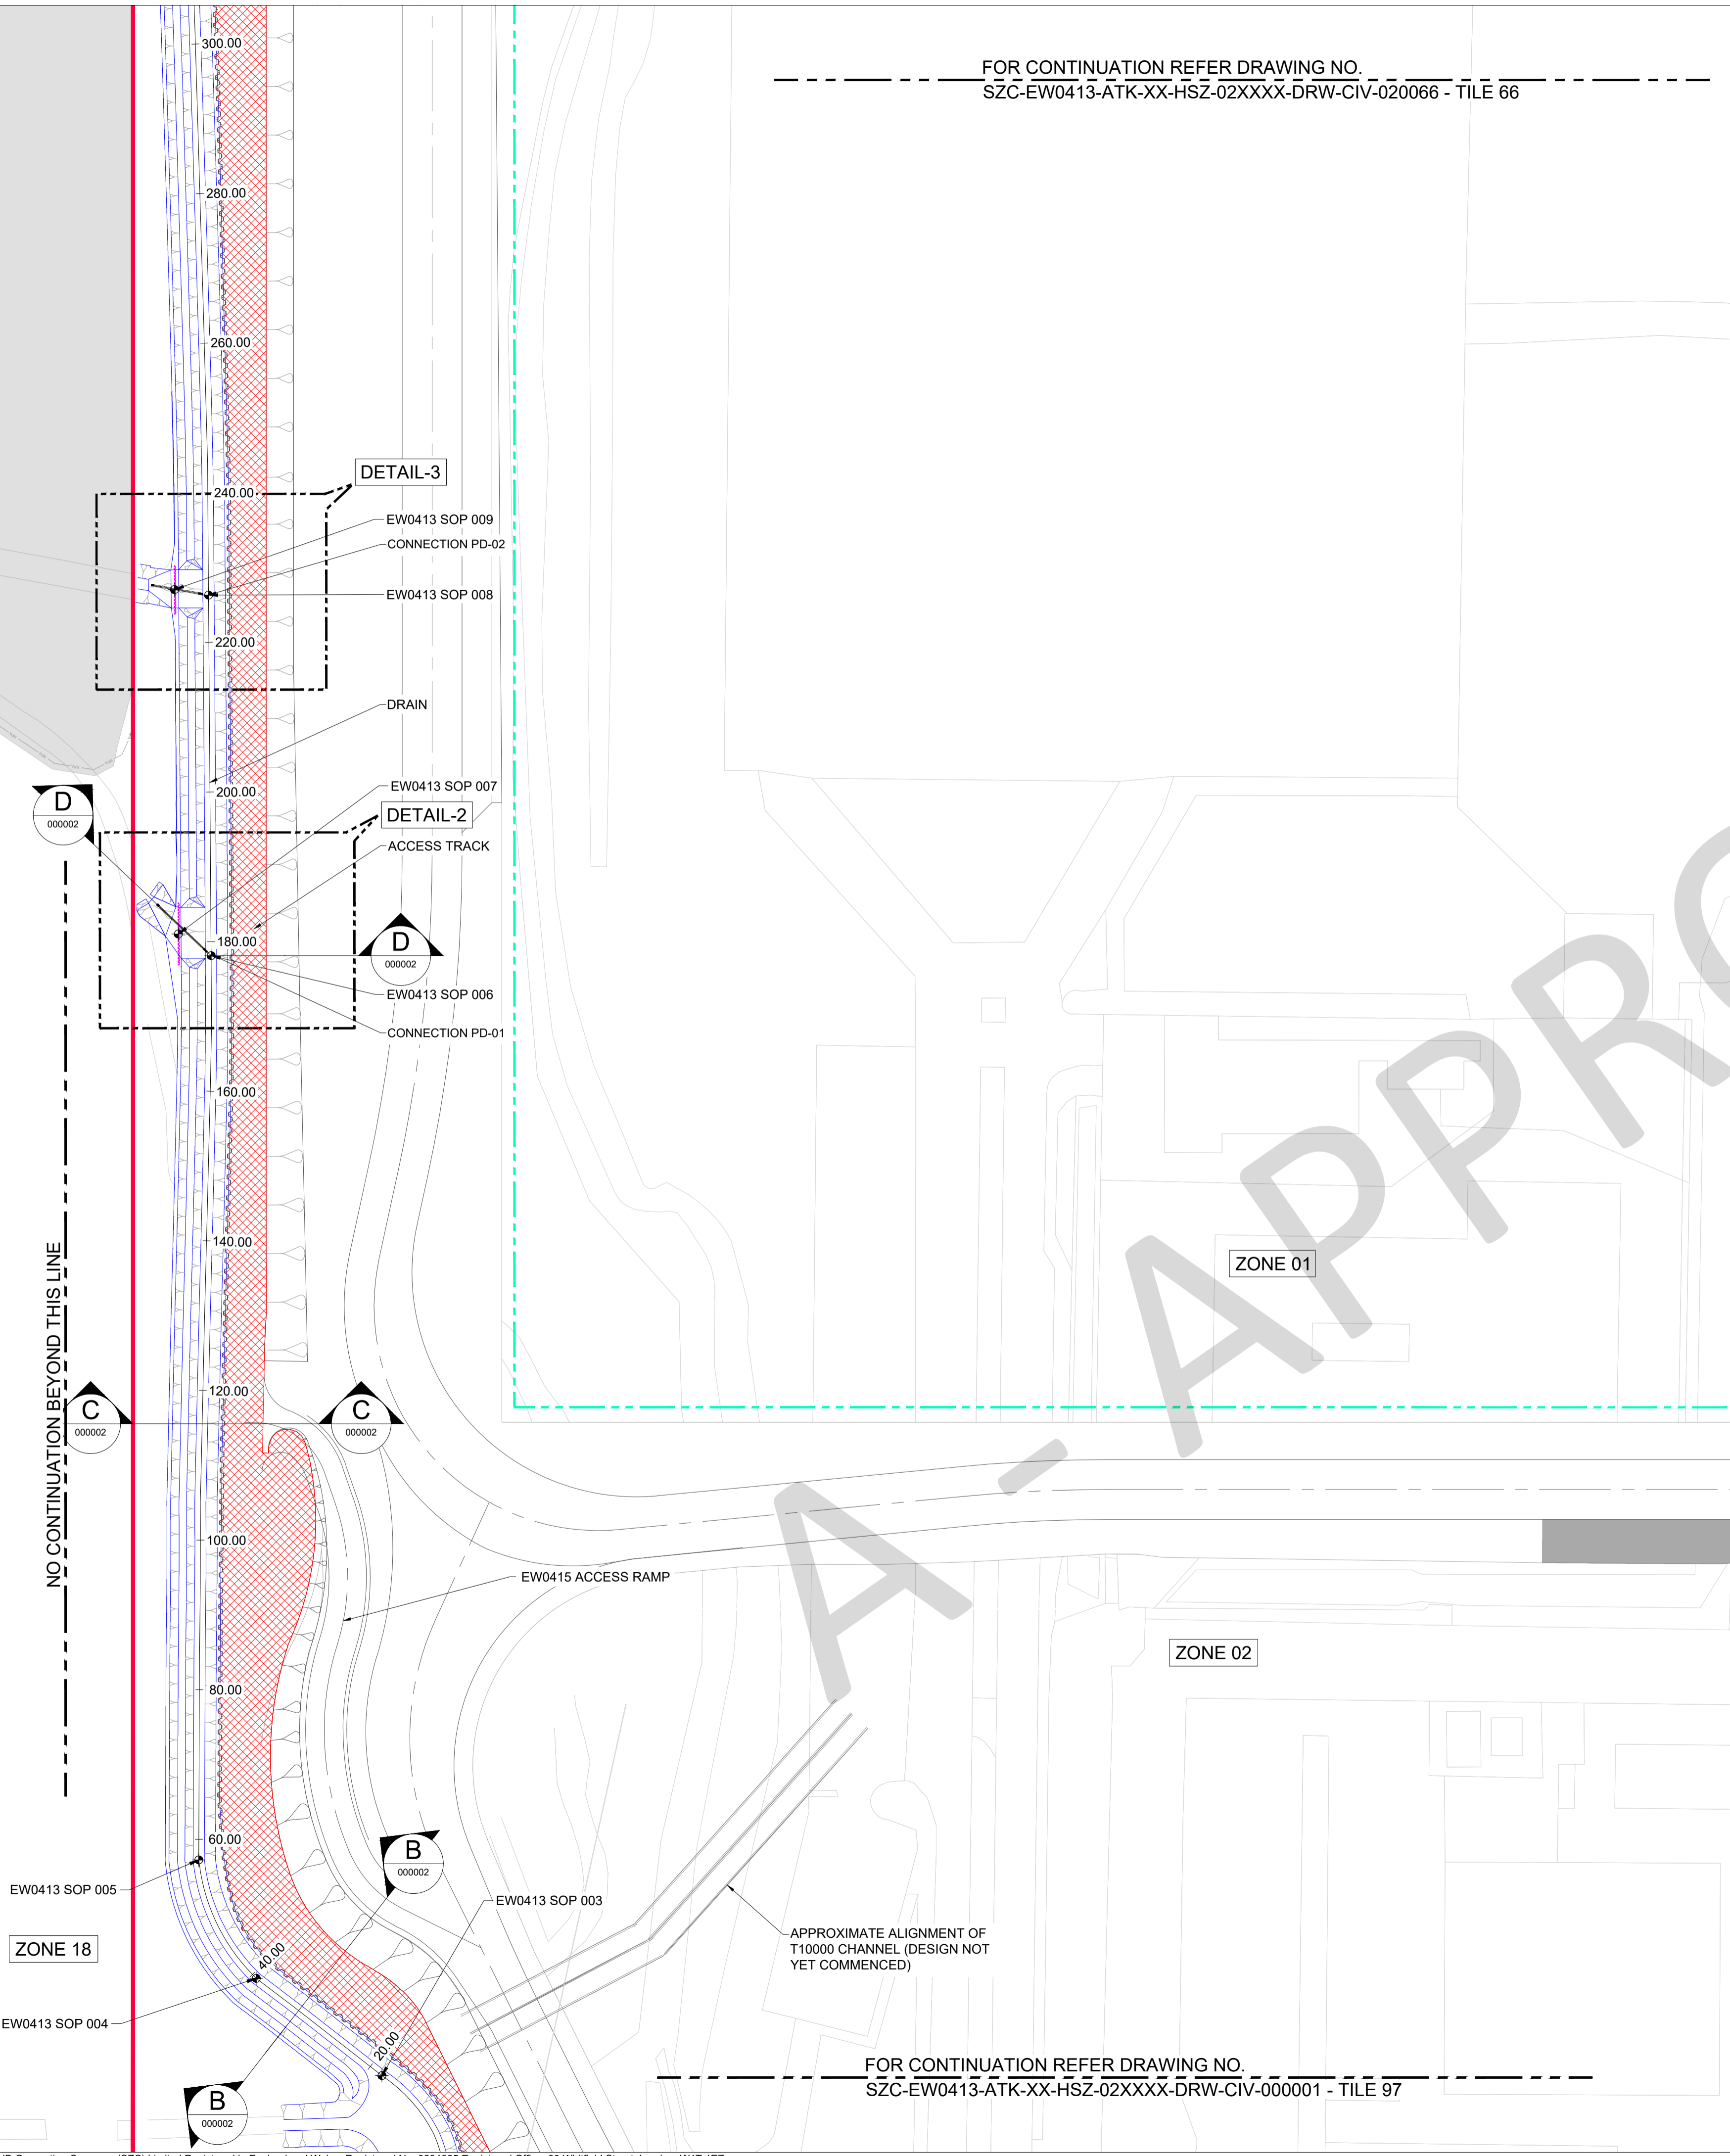 300.00
FOR CONTINUATION REFER DRAWING NO.
SZC-EW0413-ATK-XX-HSZ-02XXXX-DRW-CIV-020066 - TILE 66
280.00
260.00
DETAIL-3
240.00
EW0413 SOP 009
CONNECTION PD-02
EW0413 SOP 008
220.00
DRAIN
EW0413 SOP 007
200.00
D
000002
DETAIL-2
ACCESS TRACK
180.00
D
000002
EW0413 SOP 006
CONNECTION PD-01
160.00
140.00
ZONE 01
NO CONTINUATION BEYOND THIS LINE
120.00
C
000002
C
000002
100.00
EW0415 ACCESS RAMP
ZONE 02
80.00
60.00
B
000002
EW0413 SOP 005
EW0413 SOP 003
ZONE 18
APPROXIMATE ALIGNMENT OF
T10000 CHANNEL (DESIGN NOT
YET COMMENCED)
40.00
EW0413 SOP 004
20.00
FOR CONTINUATION REFER DRAWING NO.
SZC-EW0413-ATK-XX-HSZ-02XXXX-DRW-CIV-000001 - TILE 97
B
000002
A - APPRO